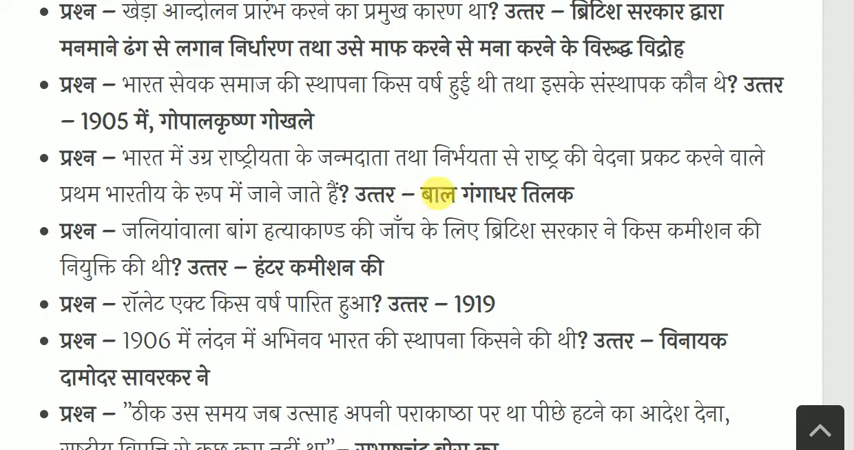 प्रश्न – खेड़ा आन्दोलन प्रारंभ करने का प्रमुख कारण था? उत्तर – ब्रिटिश सरकार द्वारा
मनमाने ढंग से लगान निर्धारण तथा उसे माफ करने से मना करने के विरूद्ध विद्रोह
प्रश्न – भारत सेवक समाज की स्थापना किस वर्ष हुई थी तथा इसके संस्थापक कौन थे? उत्तर
– 1905 में, गोपालकृष्ण गोखले
प्रश्न – भारत में उग्र राष्ट्रीयता के जन्मदाता तथा निर्भयता से राष्ट्र की वेदना प्रकट करने वाले
प्रथम भारतीय के रूप में जाने जाते हैं? उत्तर – बाल गंगाधर तिलक
प्रश्न – जलियांवाला बांग हत्याकाण्ड की जाँच के लिए ब्रिटिश सरकार ने किस कमीशन की
नियुक्ति की थी? उत्तर – हंटर कमीशन की
प्रश्न – रॉलेट एक्ट किस वर्ष पारित हुआ? उत्तर – 1919
प्रश्न – 1906 में लंदन में अभिनव भारत की स्थापना किसने की थी? उत्तर – विनायक
दामोदर सावरकर ने
प्रश्न – ”ठीक उस समय जब उत्साह अपनी पराकाष्ठा पर था पीछे हटने का आदेश देना,
राष्ट्रीय विपत्ति से कुछ कम नहीं था”– सुभाषचंद्र बोस का